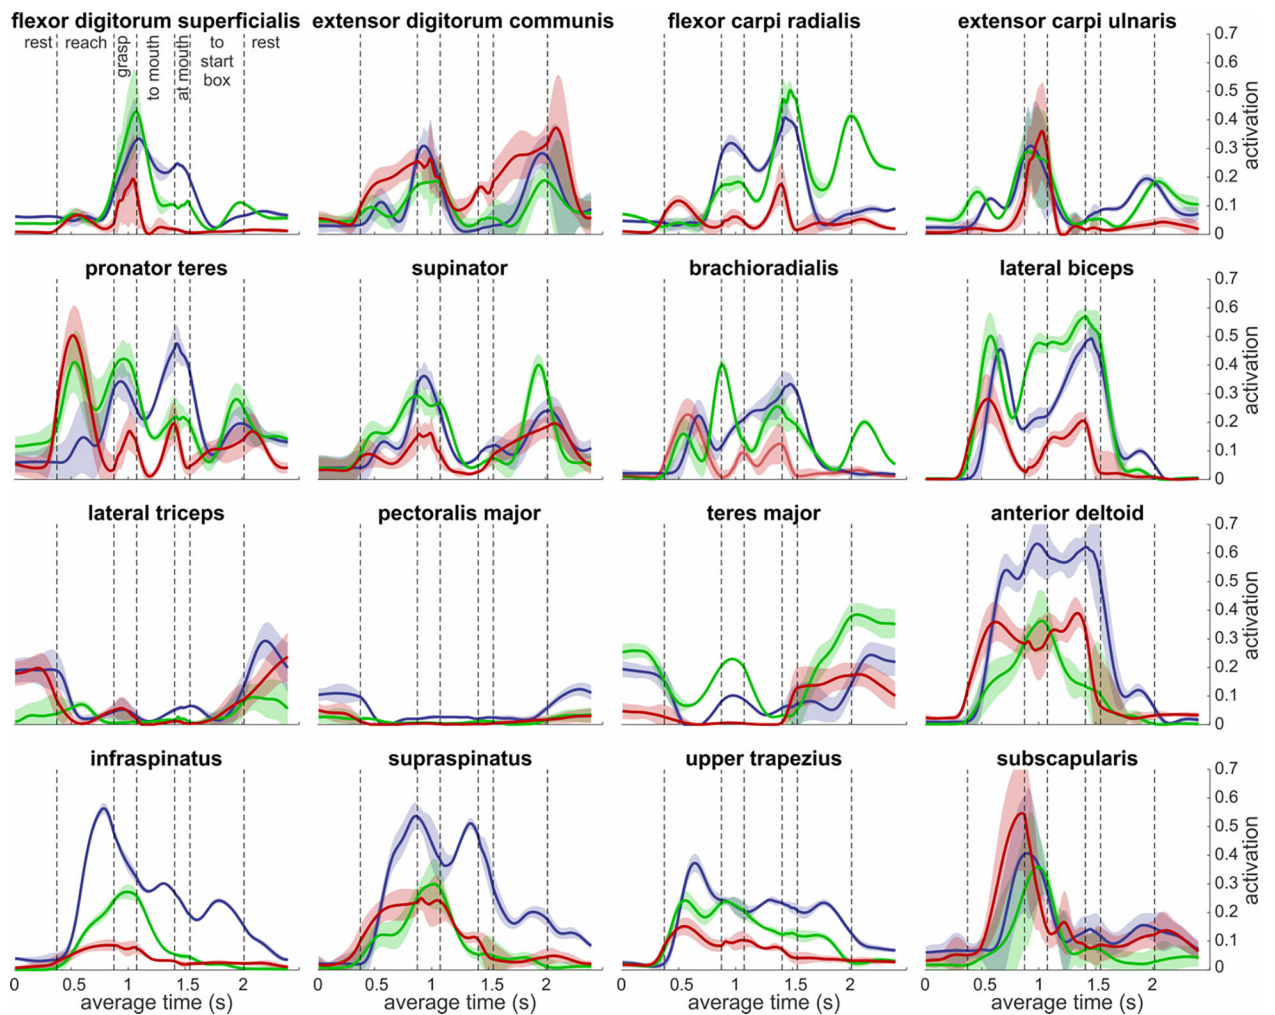 flexor digitorum superficialis extensor digitorum communis flexor carpi radialis extensor carpi ulnaris
rest reach grasp to mouth at mouth to start box rest
0.7
0.6
0.5
0.4
0.3
0.2
0.1
0
activation
pronator teres supinator brachioradialis lateral biceps
0.7
0.6
0.5
0.4
0.3
0.2
0.1
0
activation
lateral triceps pectoralis major teres major anterior deltoid
0.7
0.6
0.5
0.4
0.3
0.2
0.1
0
activation
infraspinatus supraspinatus upper trapezius subscapularis
0.7
0.6
0.5
0.4
0.3
0.2
0.1
0
activation
0 0.5 1 1.5 2 0 0.5 1 1.5 2 0 0.5 1 1.5 2 0 0.5 1 1.5 2
average time (s) average time (s) average time (s) average time (s)